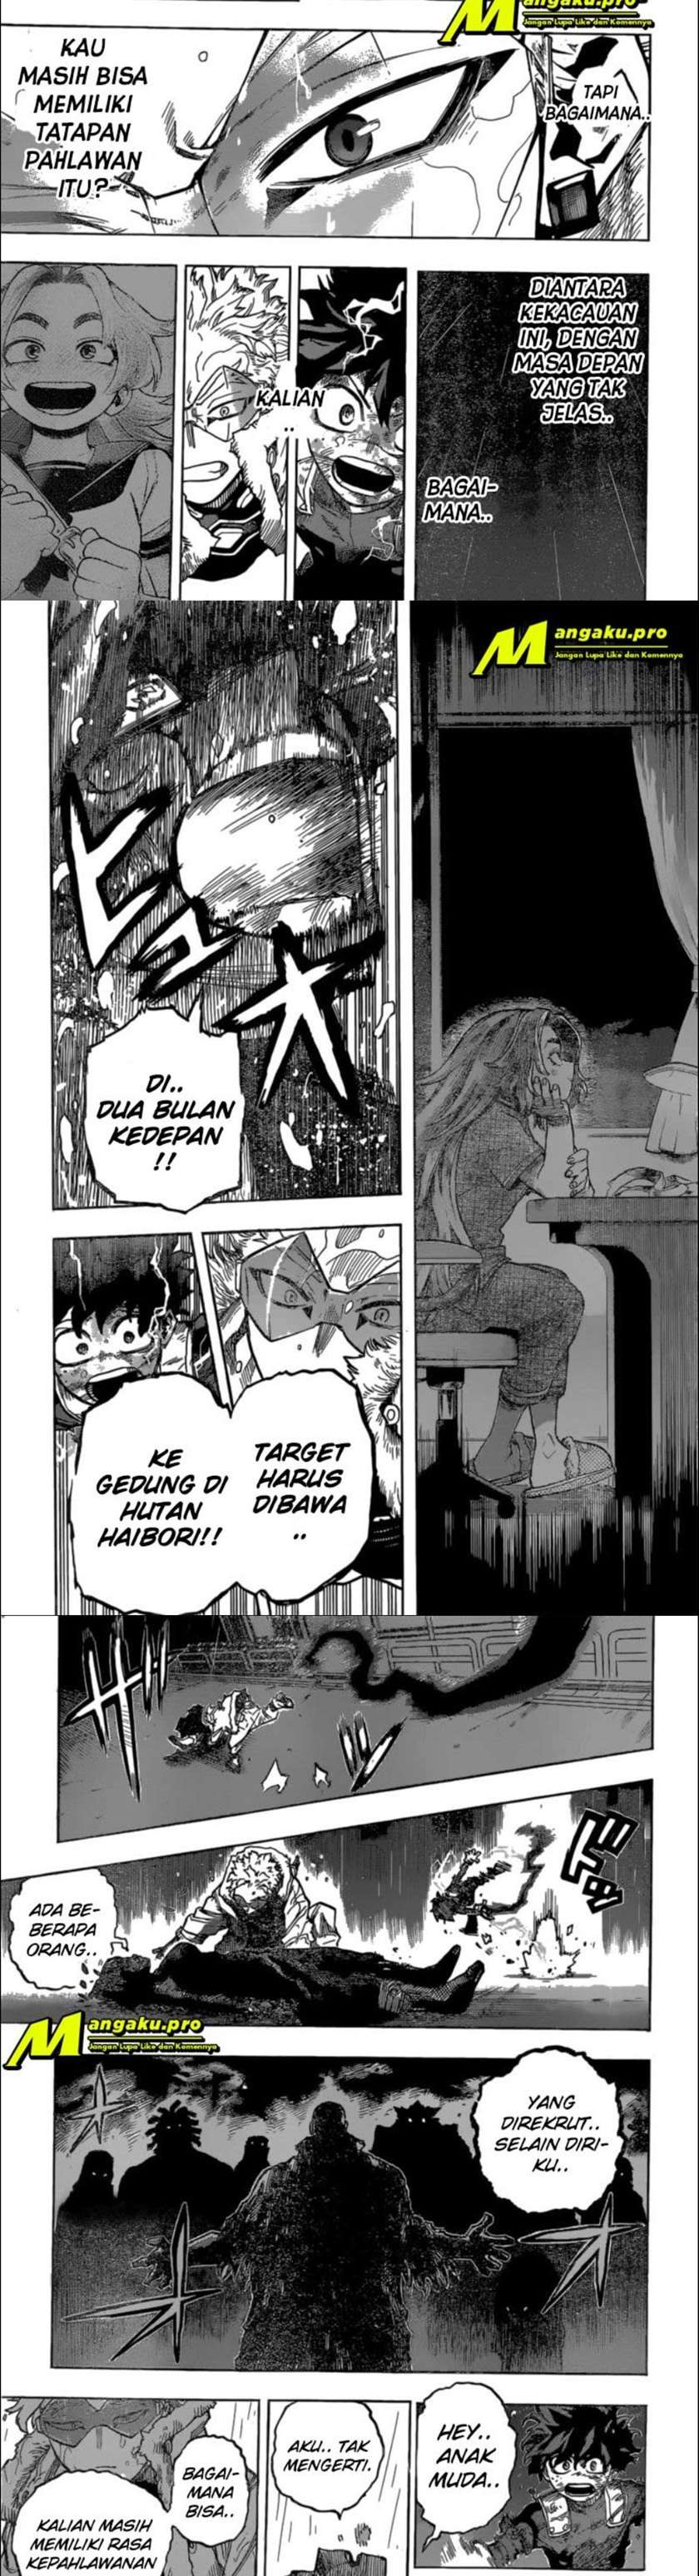 Mangaku.pro
Jangan Lupa Like dan Komennya
TAPI
BAGAIMANA..
KAU
MASIH BISA
MEMILIKI
TATAPAN
PAHLAWAN
ITU?
DIANTARA
KEKACAUAN
INI, DENGAN
MASA DEPAN
YANG TAK
JELAS..
BAGAI-
MANA..
KALIAN
..
Mangaku.pro
Jangan Lupa Like dan Komennya
ヒュオ
DI..
DUA BULAN
KEDEPAN
!!
TARGET
HARUS
DIBAWA
..
KE
GEDUNG DI
HUTAN
HAIBORI!!
ADA BE-
BERAPA
ORANG..
Mangaku.pro
Jangan Lupa Like dan Komennya
YANG
DIREKRUT..
SELAIN DIRI-
KU..
HEY..
ANAK
MUDA..
AKU.. TAK
MENGERTI.
BAGAI-
MANA
BISA..
KALIAN MASIH
MEMILIKI RASA
KEPAHLAWANAN